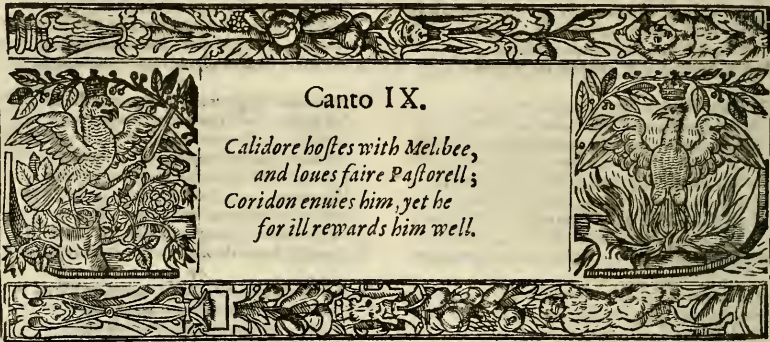 Canto IX.
Calidore hoſtes with Melibee,
and loues faire Paſtorell;
Coridon enuies him, yet he
for ill rewards him well.